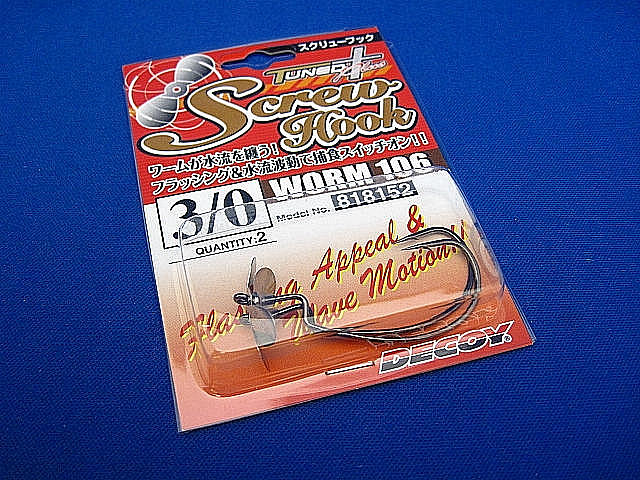 スクリューフック
TUNED+
Plus
Screw
Hook
ワームが水流を纏う!
フラッシング&水流波動で捕食スイッチオン!!
3/0
WORM 106
Model No. 818152
QUANTITY:2
Flashing Appeal &
Wave Motion!!
DECOY®